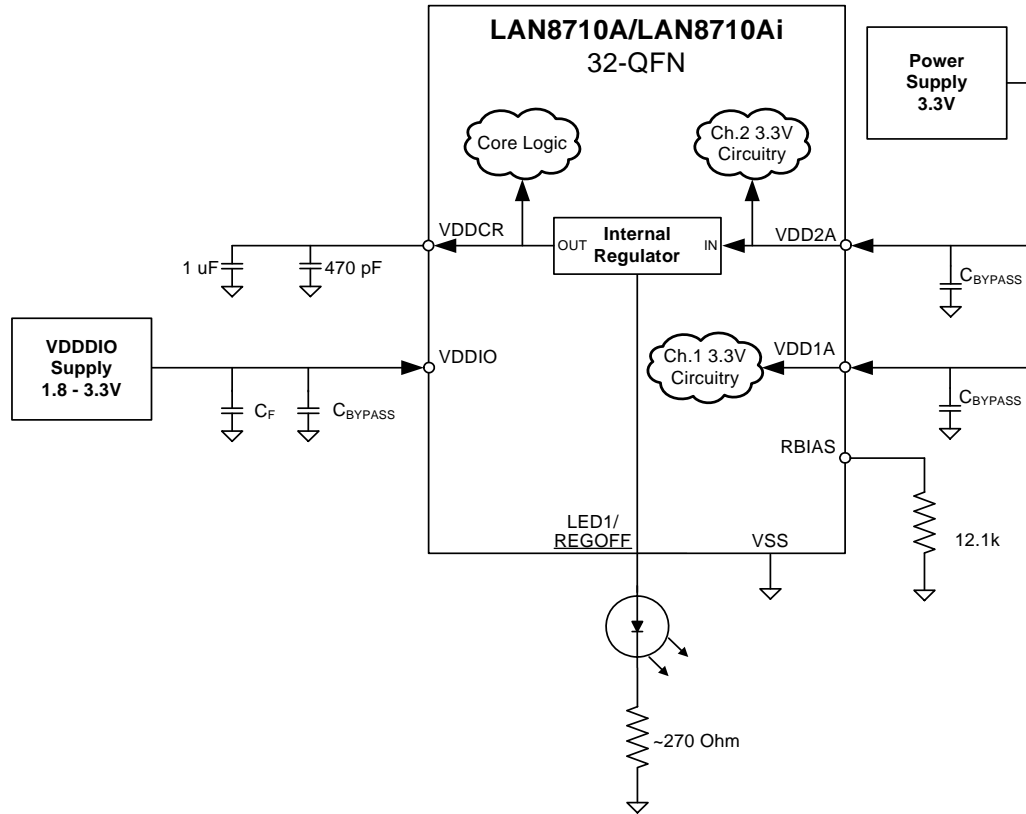 LAN8710A/LAN8710Ai
32-QFN
Power
Supply
3.3V
Core Logic
Ch.2 3.3V
Circuitry
VDDCR
OUT
Internal
Regulator
IN
VDD2A
1 uF
470 pF
CBYPASS
VDDDIO
Supply
1.8 - 3.3V
VDDIO
Ch.1 3.3V
Circuitry
VDD1A
CF
CBYPASS
CBYPASS
RBIAS
12.1k
LED1/
REGOFF
VSS
~270 Ohm